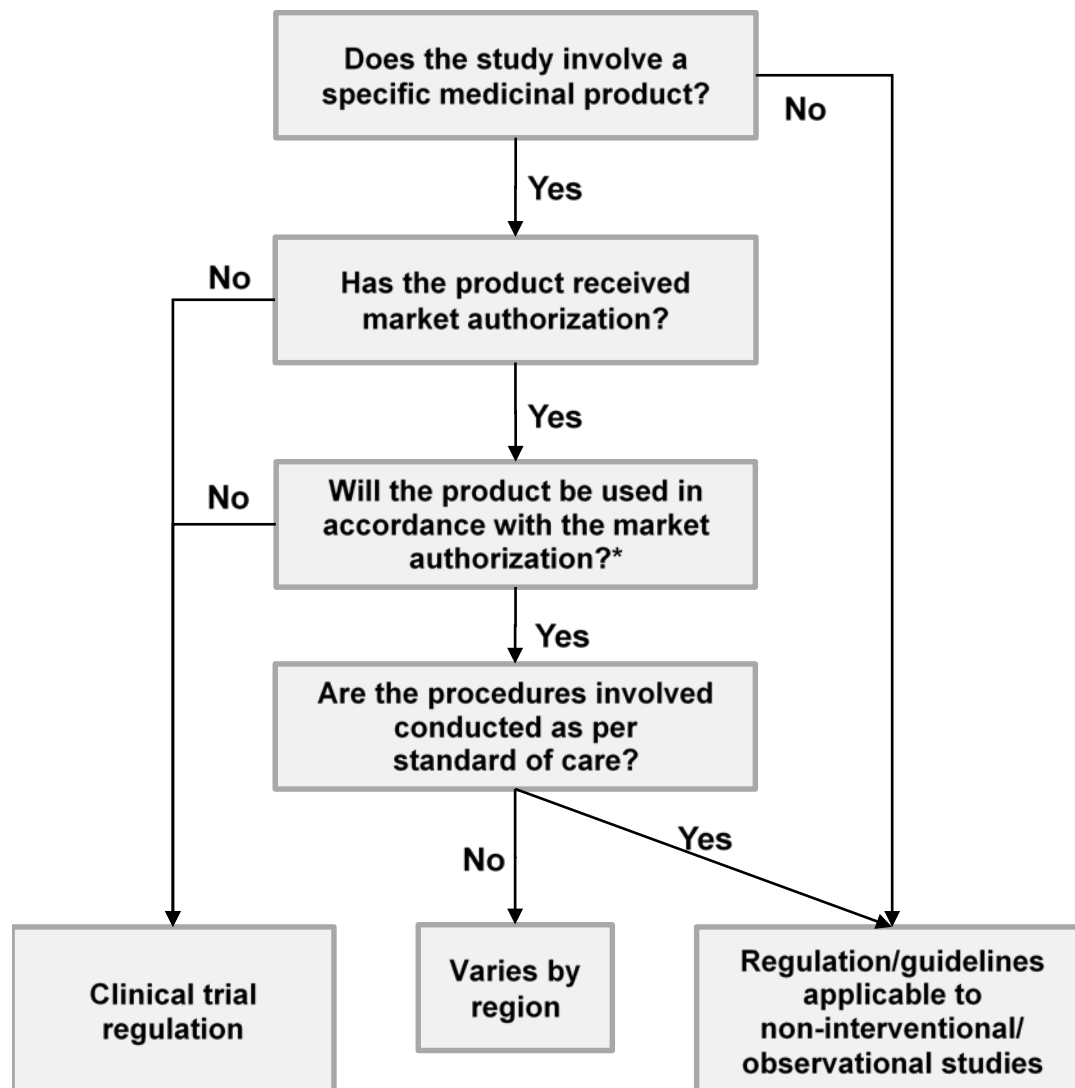 Does the study involve a
specific medicinal product?
No
Yes
No
Has the product received
market authorization?
Yes
No
Will the product be used in
accordance with the market
authorization?*
Yes
Are the procedures involved
conducted as per
standard of care?
No
Yes
Clinical trial
regulation
Varies by
region
Regulation/guidelines
applicable to
non-interventional/
observational studies